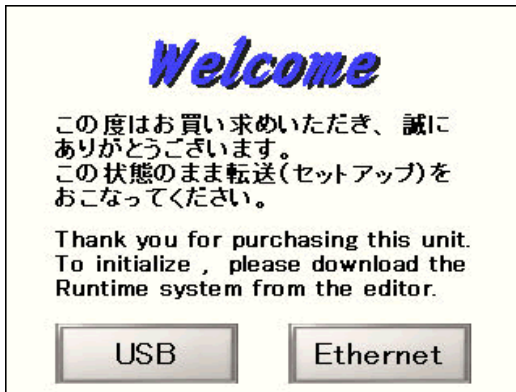 Welcome
この度はお買い求めいただき、誠に
ありがとうございます。
この状態のまま転送(セットアップ)を
おこなってください。
Thank you for purchasing this unit.
To initialize , please download the
Runtime system from the editor.
USB
Ethernet